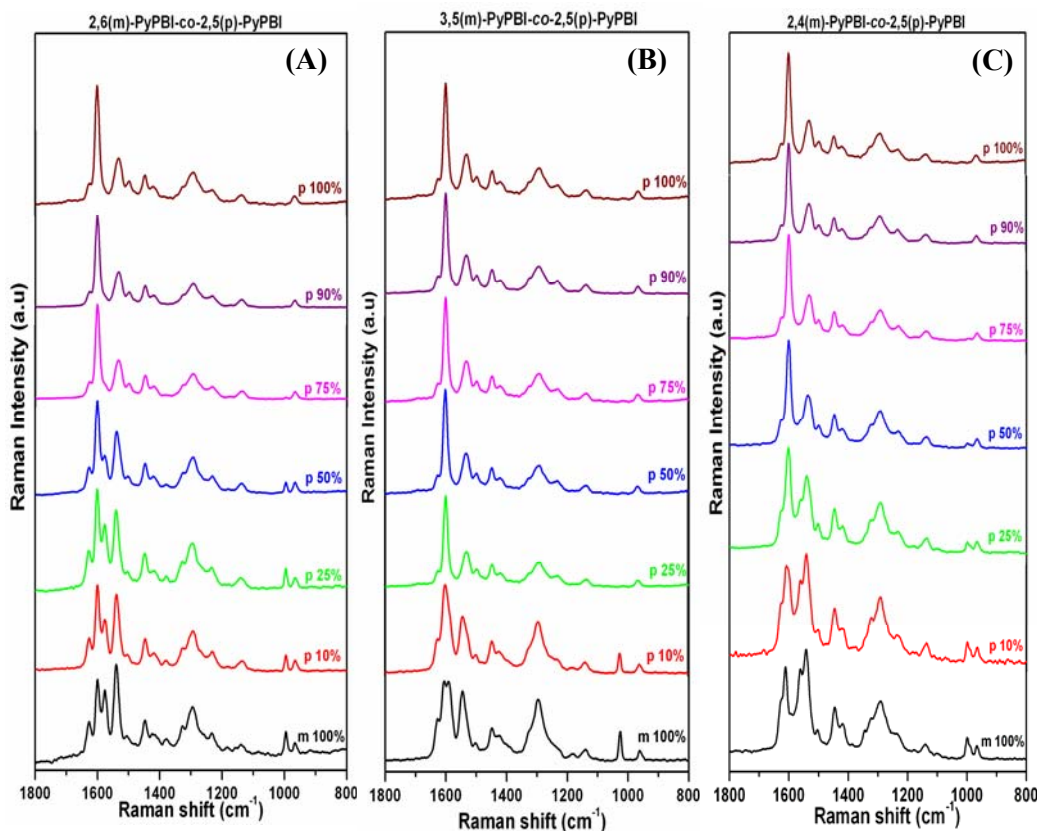 2,6(m)-PyPBI-co-2,5(p)-PyPBI
(A)
p 100%
p 90%
p 75%
p 50%
p 25%
p 10%
m 100%
Raman Intensity (a.u)
1800 1600 1400 1200 1000 800
Raman shift (cm⁻¹)
3,5(m)-PyPBI-co-2,5(p)-PyPBI
(B)
p 100%
p 90%
p 75%
p 50%
p 25%
p 10%
m 100%
Raman Intensity (a.u)
1800 1600 1400 1200 1000 800
Raman shift (cm⁻¹)
2,4(m)-PyPBI-co-2,5(p)-PyPBI
(C)
p 100%
p 90%
p 75%
p 50%
p 25%
p 10%
m 100%
Raman Intensity (a.u)
1800 1600 1400 1200 1000 800
Raman shift (cm⁻¹)